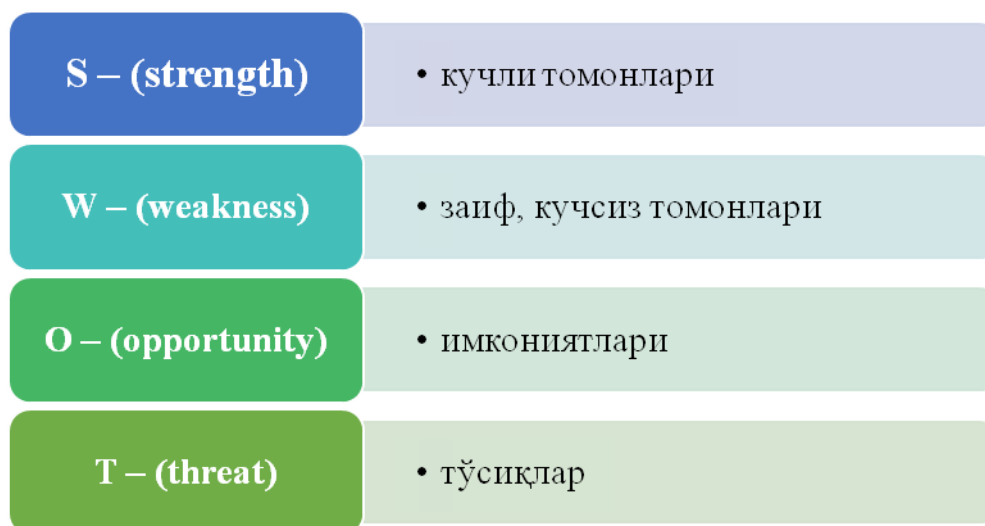 S – (strength)
• кучли томонлари
W – (weakness)
• заиф, кучсиз томонлари
O – (opportunity)
• имкониятлари
T – (threat)
• тўсиқлар